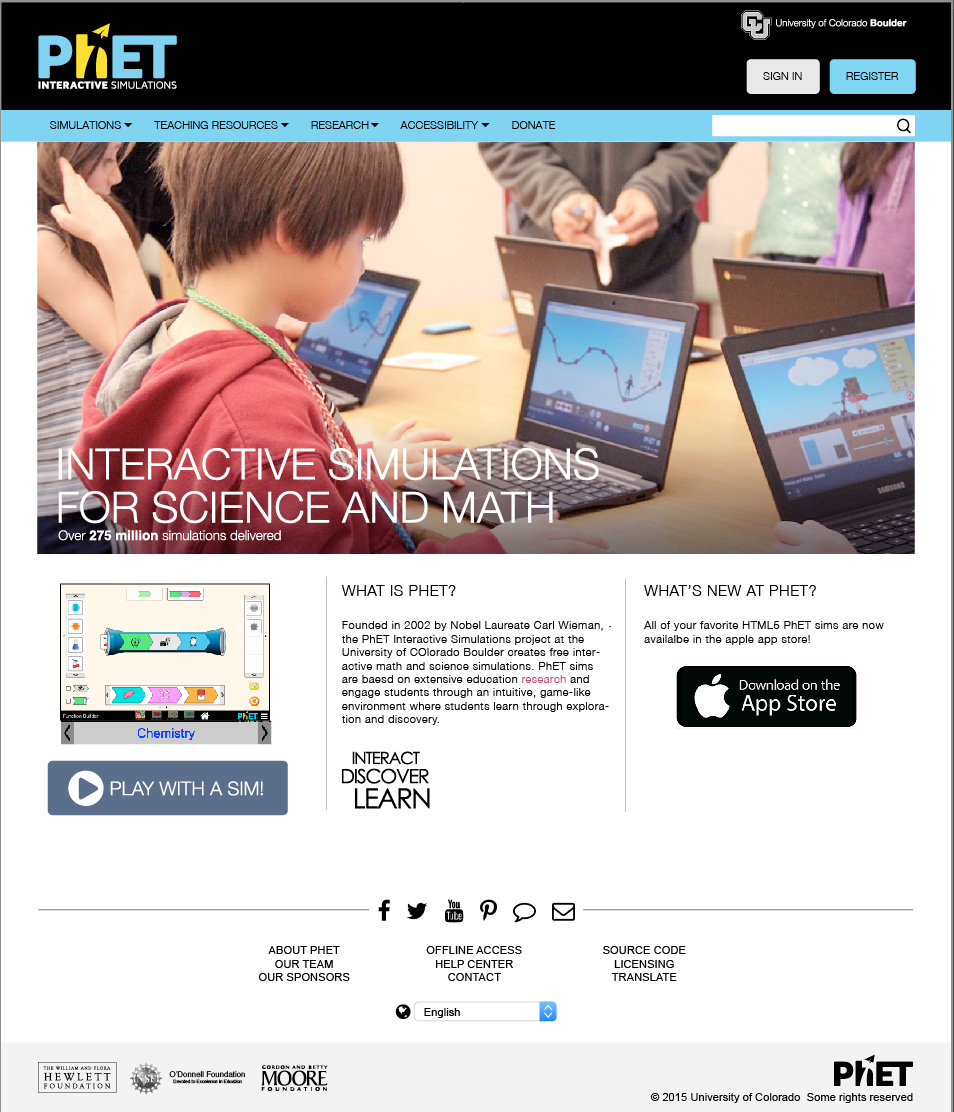 University of Colorado Boulder
PhET
INTERACTIVE SIMULATIONS
SIGN IN
REGISTER
SIMULATIONS
TEACHING RESOURCES
RESEARCH
ACCESSIBILITY
DONATE
PhET
SAMSUNG
INTERACTIVE SIMULATIONS
FOR SCIENCE AND MATH
Over 275 million simulations delivered
Function Builder
PhET
Chemistry
PLAY WITH A SIM!
WHAT IS PHET?
Founded in 2002 by Nobel Laureate Carl Wieman, ·
the PhET Interactive Simulations project at the
University of COlorado Boulder creates free inter-
active math and science simulations. PhET sims
are baesd on extensive education research and
engage students through an intuitive, game-like
environment where students learn through explora-
tion and discovery.
INTERACT
DISCOVER
LEARN
WHAT'S NEW AT PHET?
All of your favorite HTML5 PhET sims are now
availalbe in the apple app store!
Download on the
App Store
You
Tube
ABOUT PHET
OUR TEAM
OUR SPONSORS
OFFLINE ACCESS
HELP CENTER
CONTACT
SOURCE CODE
LICENSING
TRANSLATE
English
THE WILLIAM AND FLORA
HEWLETT
FOUNDATION
O'Donnell Foundation
Devoted to Excellence in Education
GORDON AND BETTY
MOORE
FOUNDATION
PhET
© 2015 University of Colorado Some rights reserved